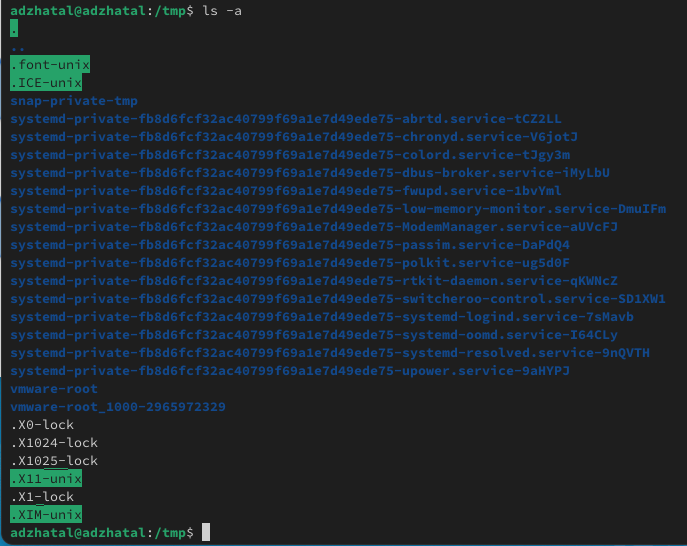 adzhatal@adzhatal:/tmp$ ls -a
.
..
.font-unix
.ICE-unix
snap-private-tmp
systemd-private-fb8d6fcf32ac40799f69a1e7d49ede75-abrtd.service-tCZ2LL
systemd-private-fb8d6fcf32ac40799f69a1e7d49ede75-chronyd.service-V6jotJ
systemd-private-fb8d6fcf32ac40799f69a1e7d49ede75-colord.service-tJgy3m
systemd-private-fb8d6fcf32ac40799f69a1e7d49ede75-dbus-broker.service-iMyLbU
systemd-private-fb8d6fcf32ac40799f69a1e7d49ede75-fwupd.service-1bvYml
systemd-private-fb8d6fcf32ac40799f69a1e7d49ede75-low-memory-monitor.service-DmuIFm
systemd-private-fb8d6fcf32ac40799f69a1e7d49ede75-ModemManager.service-aUVcFJ
systemd-private-fb8d6fcf32ac40799f69a1e7d49ede75-passim.service-DaPdQ4
systemd-private-fb8d6fcf32ac40799f69a1e7d49ede75-polkit.service-ug5d0F
systemd-private-fb8d6fcf32ac40799f69a1e7d49ede75-rtkit-daemon.service-qKWNcZ
systemd-private-fb8d6fcf32ac40799f69a1e7d49ede75-switcheroo-control.service-SD1XW1
systemd-private-fb8d6fcf32ac40799f69a1e7d49ede75-systemd-logind.service-7sMavb
systemd-private-fb8d6fcf32ac40799f69a1e7d49ede75-systemd-oomd.service-I64CLy
systemd-private-fb8d6fcf32ac40799f69a1e7d49ede75-systemd-resolved.service-9nQVTH
systemd-private-fb8d6fcf32ac40799f69a1e7d49ede75-upower.service-9aHYPJ
vmware-root
vmware-root_1000-2965972329
.X0-lock
.X1024-lock
.X1025-lock
.X11-unix
.X1-lock
.XIM-unix
adzhatal@adzhatal:/tmp$